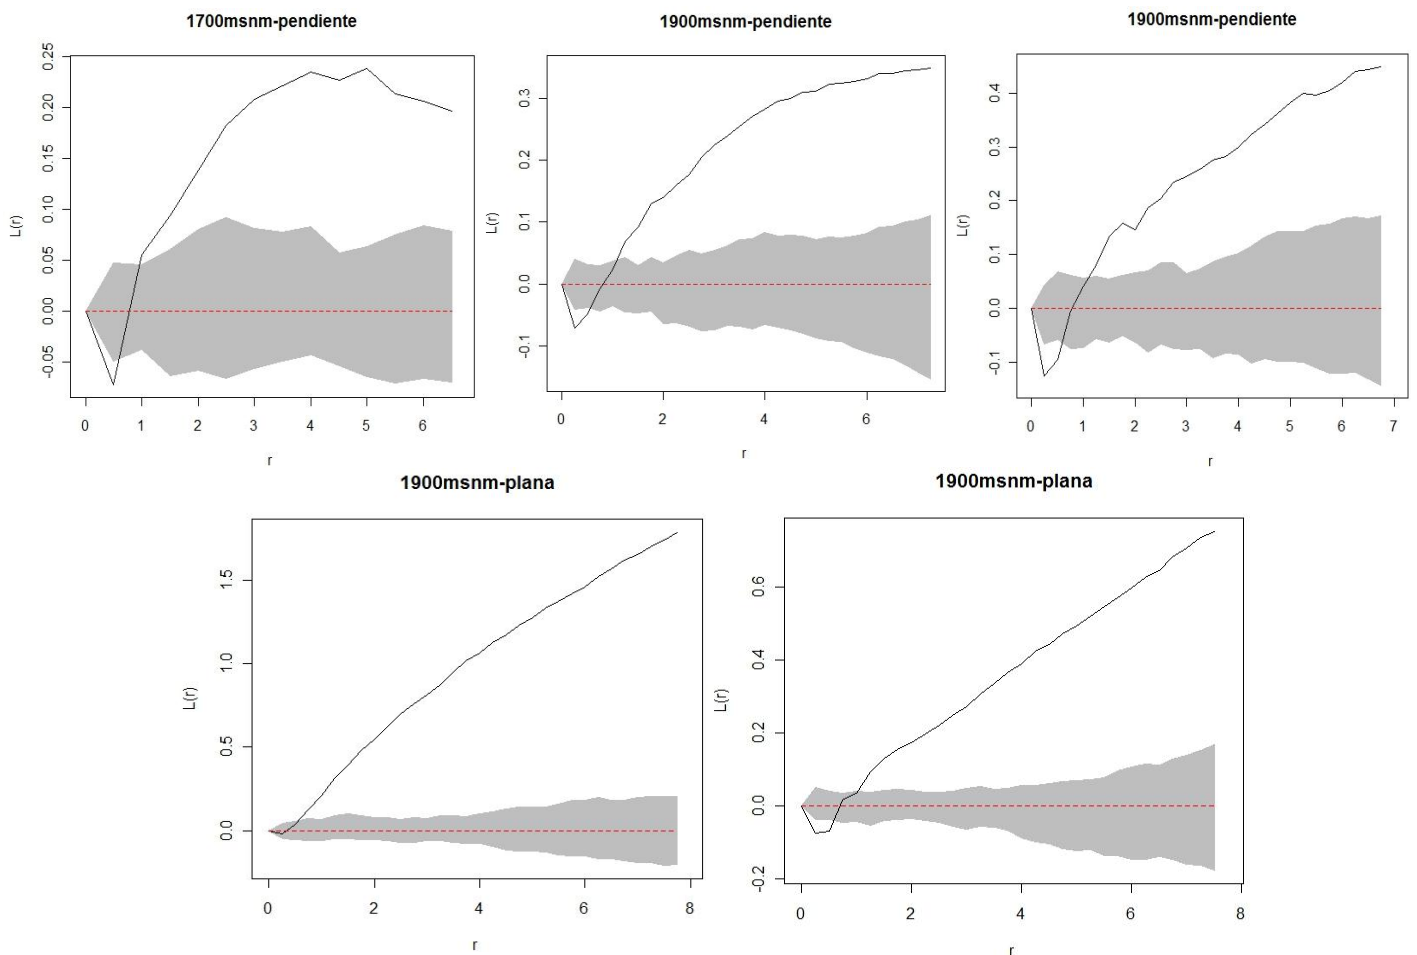 1700msnm-pendiente
0.25
0.20
0.15
0.10
0.05
0.00
-0.05
L(r)
0 1 2 3 4 5 6
r
1900msnm-pendiente
0.3
0.2
0.1
0.0
-0.1
L(r)
0 2 4 6
r
1900msnm-pendiente
0.4
0.3
0.2
0.1
0.0
-0.1
L(r)
0 1 2 3 4 5 6 7
r
1900msnm-plana
1.5
1.0
0.5
0.0
L(r)
0 2 4 6 8
r
1900msnm-plana
0.6
0.4
0.2
0.0
-0.2
L(r)
0 2 4 6 8
r